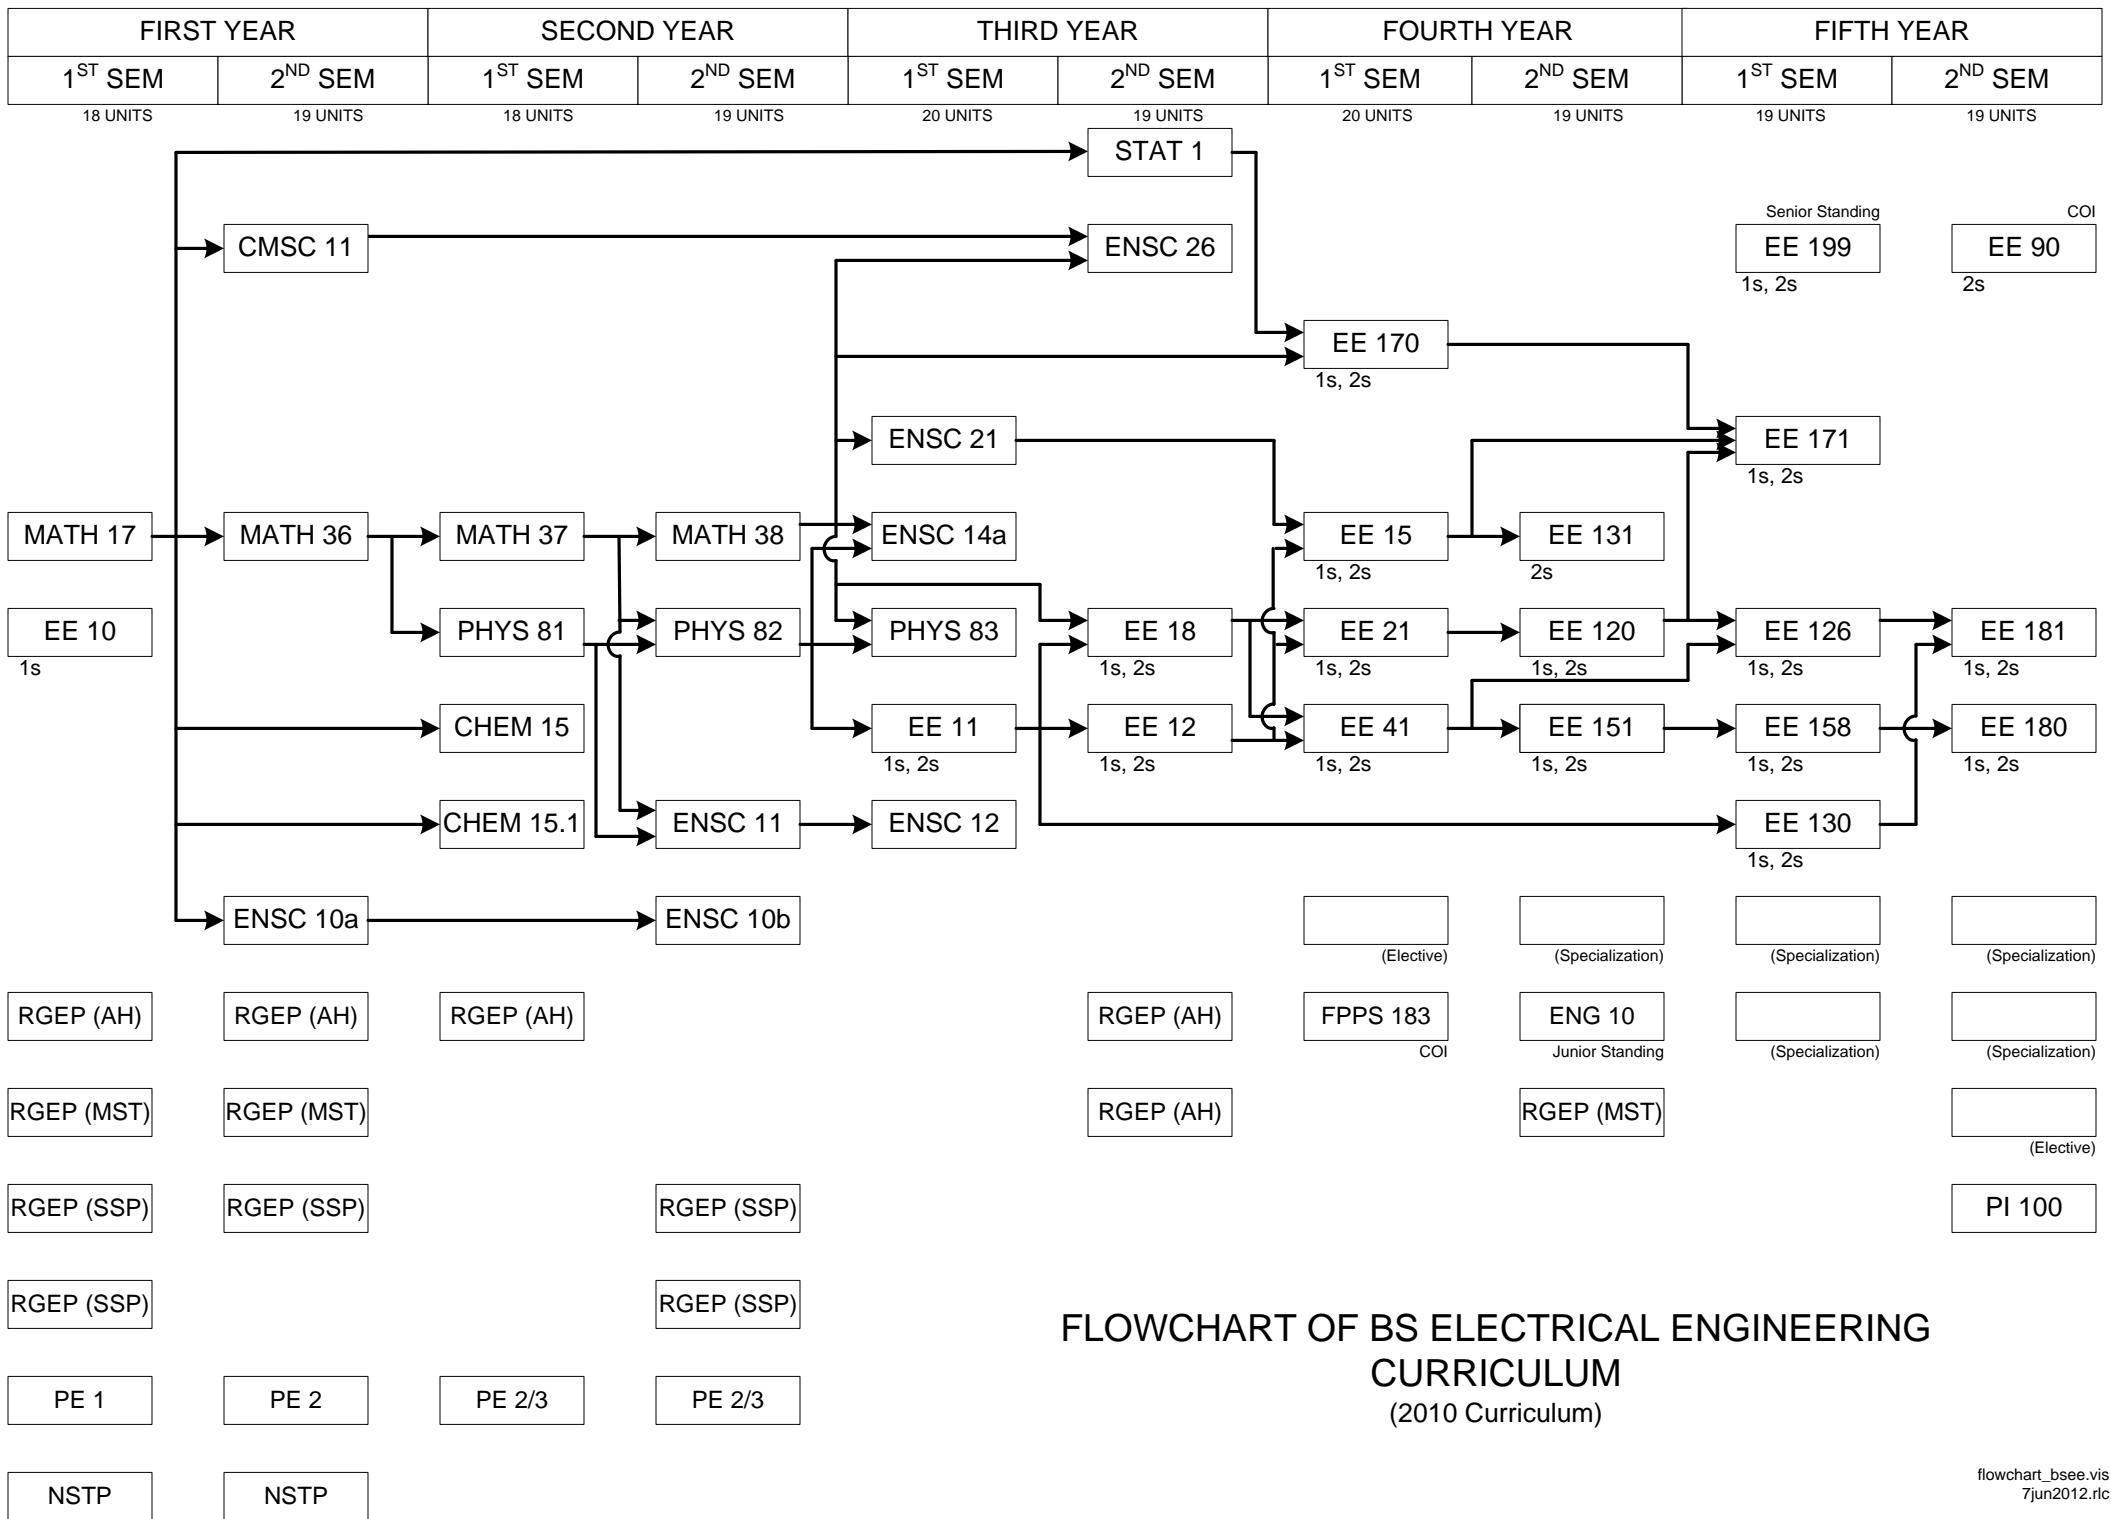 FIRST YEAR SECOND YEAR THIRD YEAR FOURTH YEAR FIFTH YEAR
1ST SEM 2ND SEM 1ST SEM 2ND SEM 1ST SEM 2ND SEM 1ST SEM 2ND SEM 1ST SEM 2ND SEM
18 UNITS 19 UNITS 18 UNITS 19 UNITS 20 UNITS 19 UNITS 20 UNITS 19 UNITS 19 UNITS 19 UNITS
STAT 1
Senior Standing COI
CMSC 11 ENSC 26 EE 199 EE 90
1s, 2s 2s
EE 170
1s, 2s
ENSC 21 EE 171
1s, 2s
MATH 17 MATH 36 MATH 37 MATH 38 ENSC 14a EE 15 EE 131
1s, 2s 2s
EE 10 PHYS 81 PHYS 82 PHYS 83 EE 18 EE 21 EE 120 EE 126 EE 181
1s 1s, 2s 1s, 2s 1s, 2s 1s, 2s 1s, 2s
CHEM 15 EE 11 EE 12 EE 41 EE 151 EE 158 EE 180
1s, 2s 1s, 2s 1s, 2s 1s, 2s 1s, 2s 1s, 2s
CHEM 15.1 ENSC 11 ENSC 12 EE 130
1s, 2s
ENSC 10a ENSC 10b
(Elective) (Specialization) (Specialization) (Specialization)
RGEP (AH) RGEP (AH) RGEP (AH) RGEP (AH) FPPS 183 ENG 10
COI Junior Standing (Specialization) (Specialization)
RGEP (MST) RGEP (MST) RGEP (AH) RGEP (MST)
(Elective)
RGEP (SSP) RGEP (SSP) RGEP (SSP) PI 100
RGEP (SSP) RGEP (SSP)
FLOWCHART OF BS ELECTRICAL ENGINEERING
CURRICULUM
(2010 Curriculum)
PE 1 PE 2 PE 2/3 PE 2/3
NSTP NSTP
flowchart_bsee.vis
7jun2012.rlc